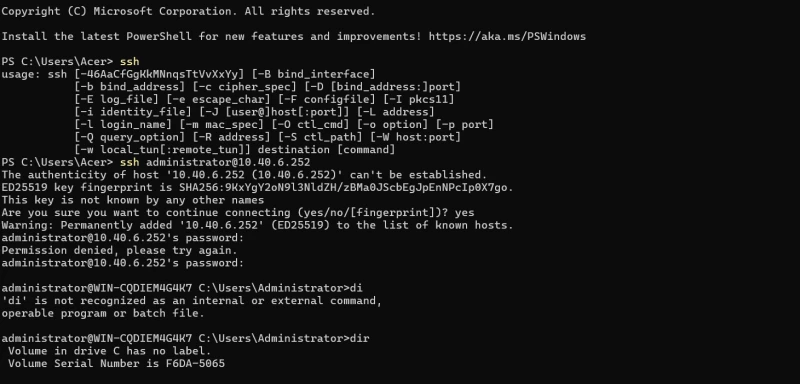 Copyright (C) Microsoft Corporation. All rights reserved.
Install the latest PowerShell for new features and improvements! https://aka.ms/PSWindows
PS C:\Users\Acer> ssh
usage: ssh [-46AaCfGgKkMNnqsTtVvXxYy] [-B bind_interface]
[-b bind_address] [-c cipher_spec] [-D [bind_address:]port]
[-E log_file] [-e escape_char] [-F configfile] [-I pkcs11]
[-i identity_file] [-J [user@]host[:port]] [-L address]
[-l login_name] [-m mac_spec] [-O ctl_cmd] [-o option] [-p port]
[-Q query_option] [-R address] [-S ctl_path] [-W host:port]
[-w local_tun[:remote_tun]] destination [command]
PS C:\Users\Acer> ssh administrator@10.40.6.252
The authenticity of host '10.40.6.252 (10.40.6.252)' can't be established.
ED25519 key fingerprint is SHA256:9KxYgY2oN9l3NldZH/zBMa0JScbEgJpEnNPcIp0X7go.
This key is not known by any other names
Are you sure you want to continue connecting (yes/no/[fingerprint])? yes
Warning: Permanently added '10.40.6.252' (ED25519) to the list of known hosts.
administrator@10.40.6.252's password:
Permission denied, please try again.
administrator@10.40.6.252's password:
administrator@WIN-CQDIEM4G4K7 C:\Users\Administrator>di
'di' is not recognized as an internal or external command,
operable program or batch file.
administrator@WIN-CQDIEM4G4K7 C:\Users\Administrator>dir
Volume in drive C has no label.
Volume Serial Number is F6DA-5065